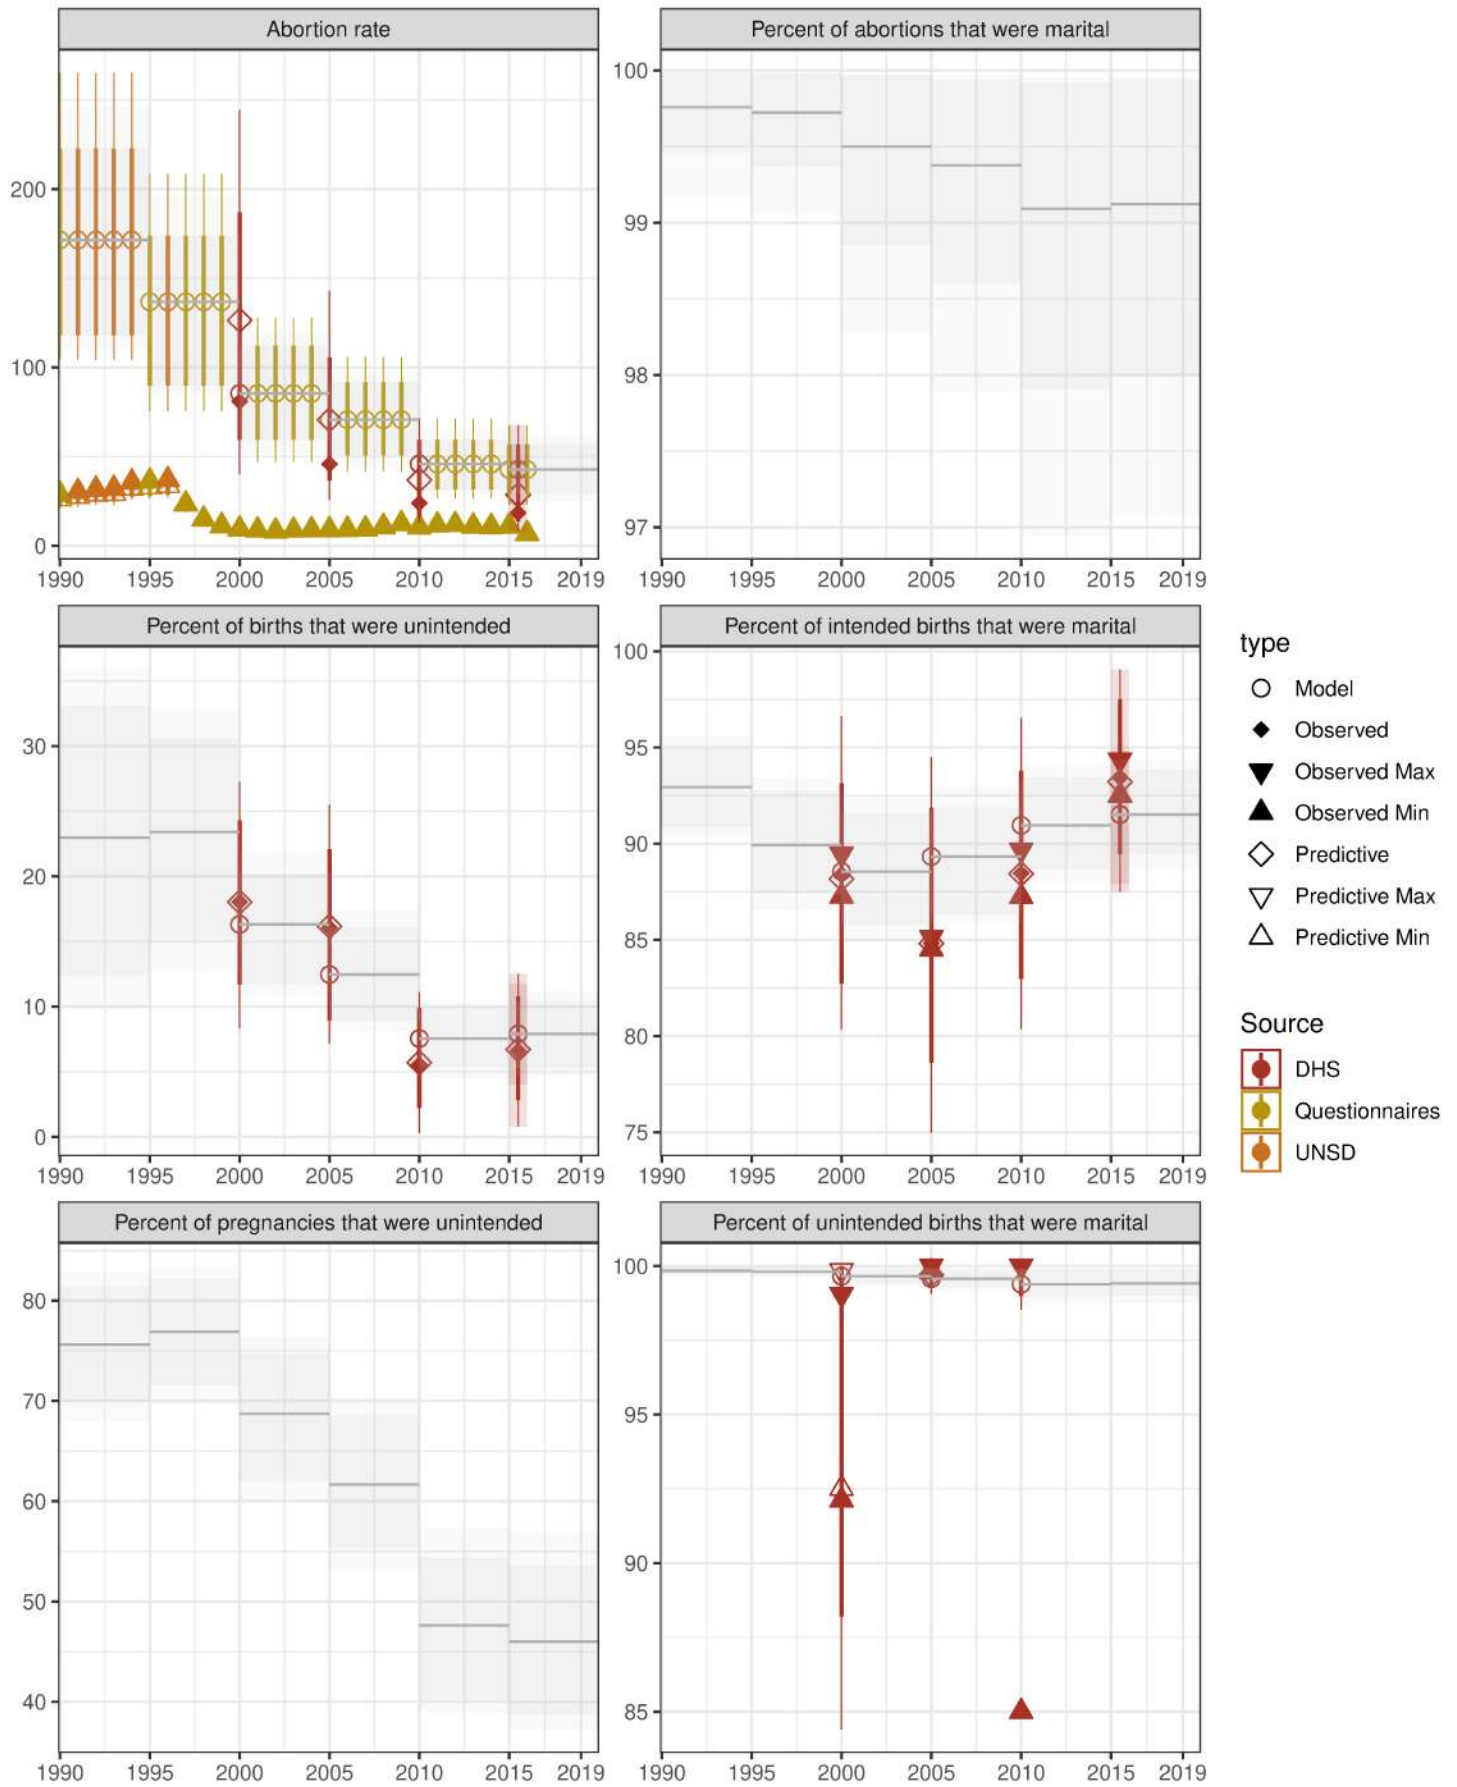 Abortion rate
Percent of abortions that were marital
200
100
0
1990 1995 2000 2005 2010 2015 2019
100
99
98
97
1990 1995 2000 2005 2010 2015 2019
Percent of births that were unintended
Percent of intended births that were marital
30
20
10
0
1990 1995 2000 2005 2010 2015 2019
100
95
90
85
80
75
1990 1995 2000 2005 2010 2015 2019
Percent of pregnancies that were unintended
Percent of unintended births that were marital
80
70
60
50
40
1990 1995 2000 2005 2010 2015 2019
100
95
90
85
1990 1995 2000 2005 2010 2015 2019
type
Model
Observed
Observed Max
Observed Min
Predictive
Predictive Max
Predictive Min
Source
DHS
Questionnaires
UNSD